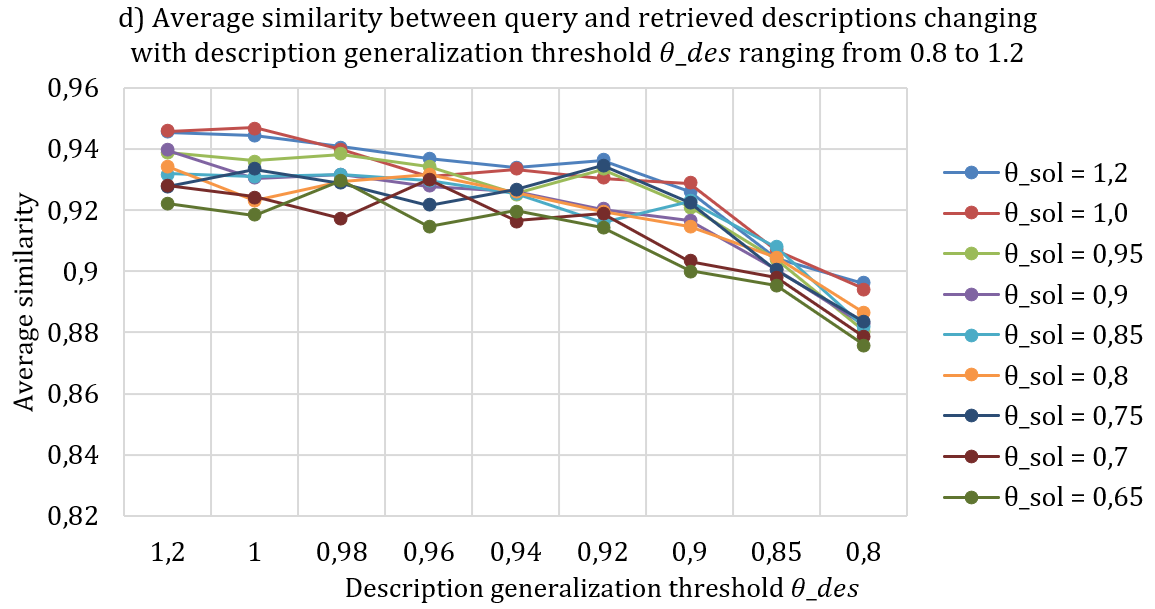 d) Average similarity between query and retrieved descriptions changing
with description generalization threshold θ_des ranging from 0.8 to 1.2
0,96
0,94
0,92
0,9
0,88
0,86
0,84
0,82
Average similarity
1,2 1 0,98 0,96 0,94 0,92 0,9 0,85 0,8
Description generalization threshold θ_des
θ_sol = 1,2
θ_sol = 1,0
θ_sol = 0,95
θ_sol = 0,9
θ_sol = 0,85
θ_sol = 0,8
θ_sol = 0,75
θ_sol = 0,7
θ_sol = 0,65